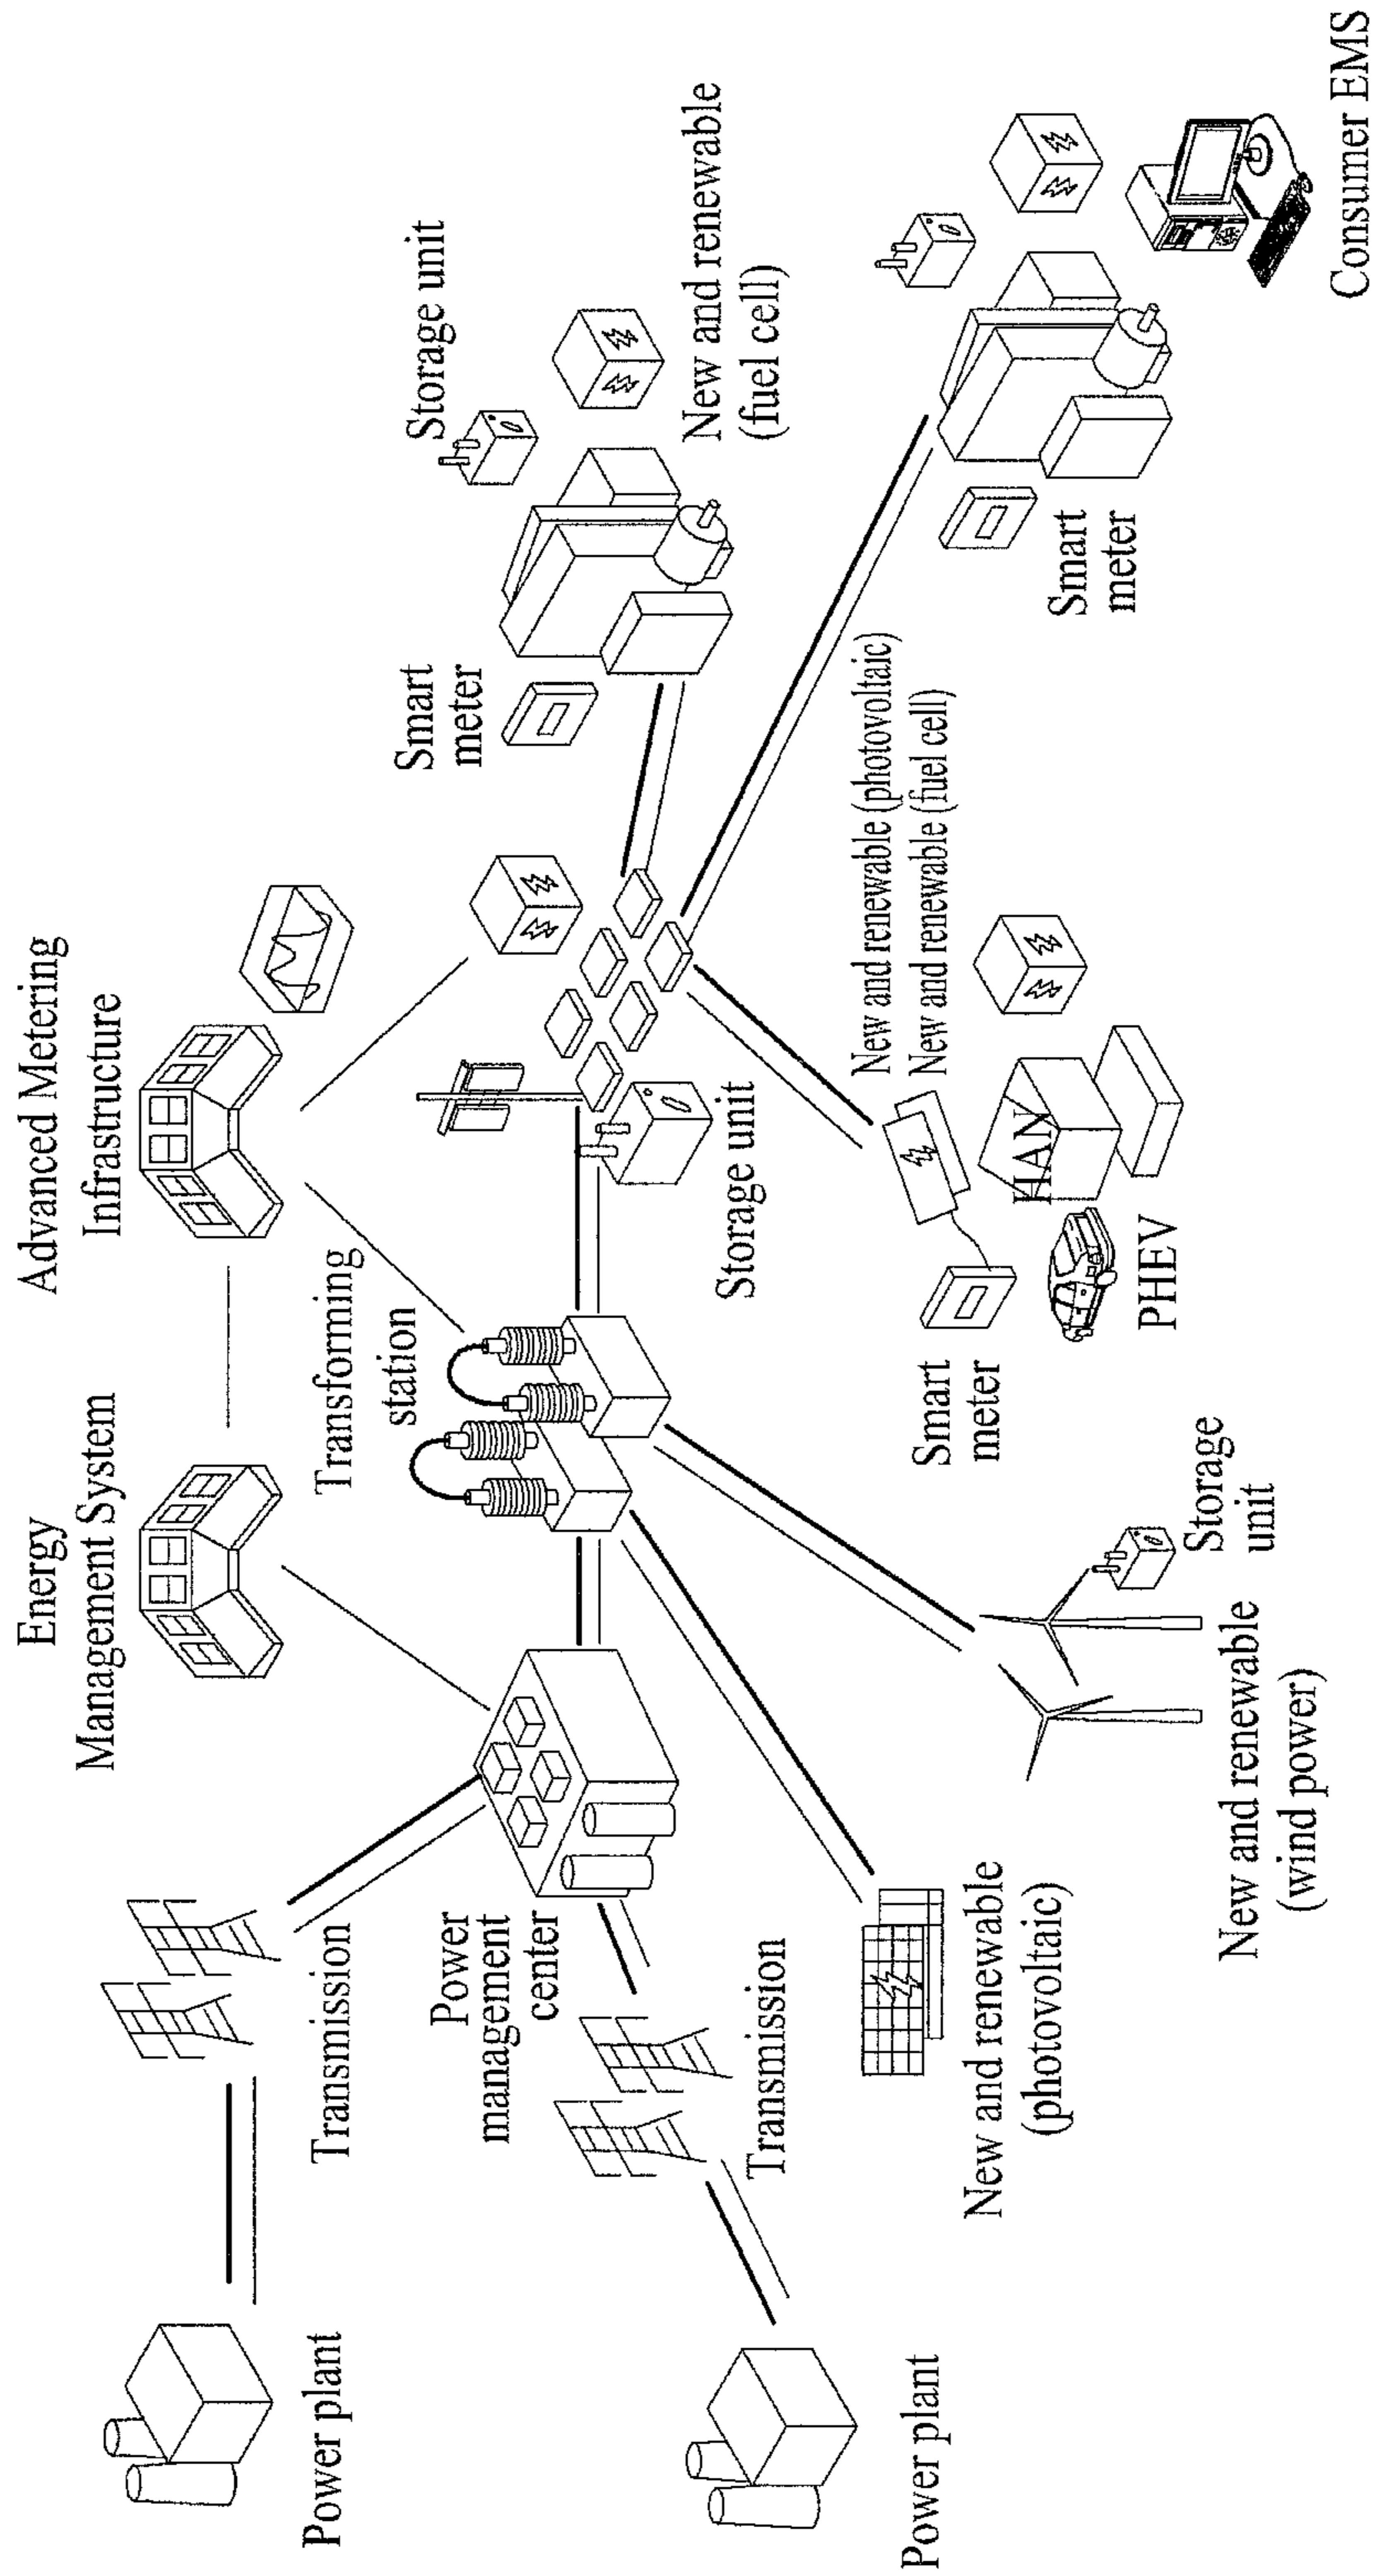 Energy
Management System
Advanced Metering
Infrastructure
Power plant
Transmission
Transforming
station
Smart
meter
Storage unit
New and renewable
(fuel cell)
Power
management
center
Transmission
Storage unit
Power plant
New and renewable
(photovoltaic)
New and renewable (photovoltaic)
New and renewable (fuel cell)
Smart
meter
HAN
PHEV
Storage
unit
New and renewable
(wind power)
Smart
meter
Consumer EMS